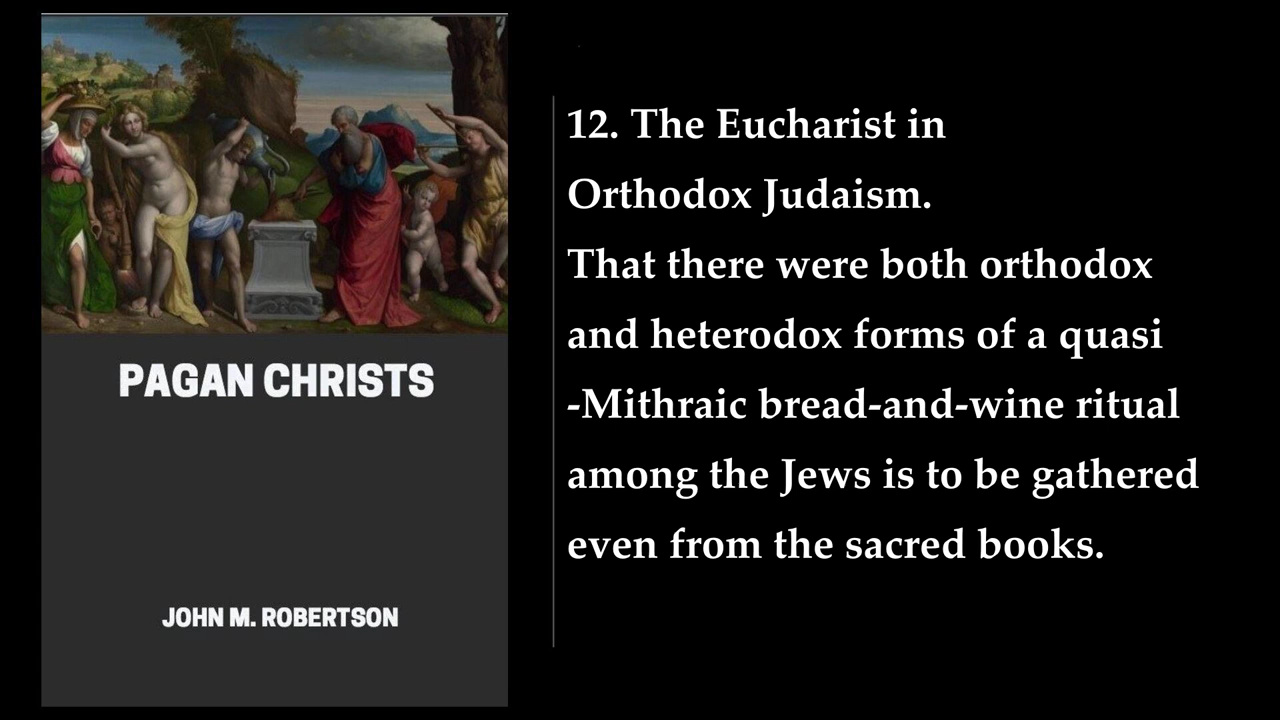 PAGAN CHRISTS
JOHN M. ROBERTSON
12. The Eucharist in
Orthodox Judaism.
That there were both orthodox
and heterodox forms of a quasi
-Mithraic bread-and-wine ritual
among the Jews is to be gathered
even from the sacred books.